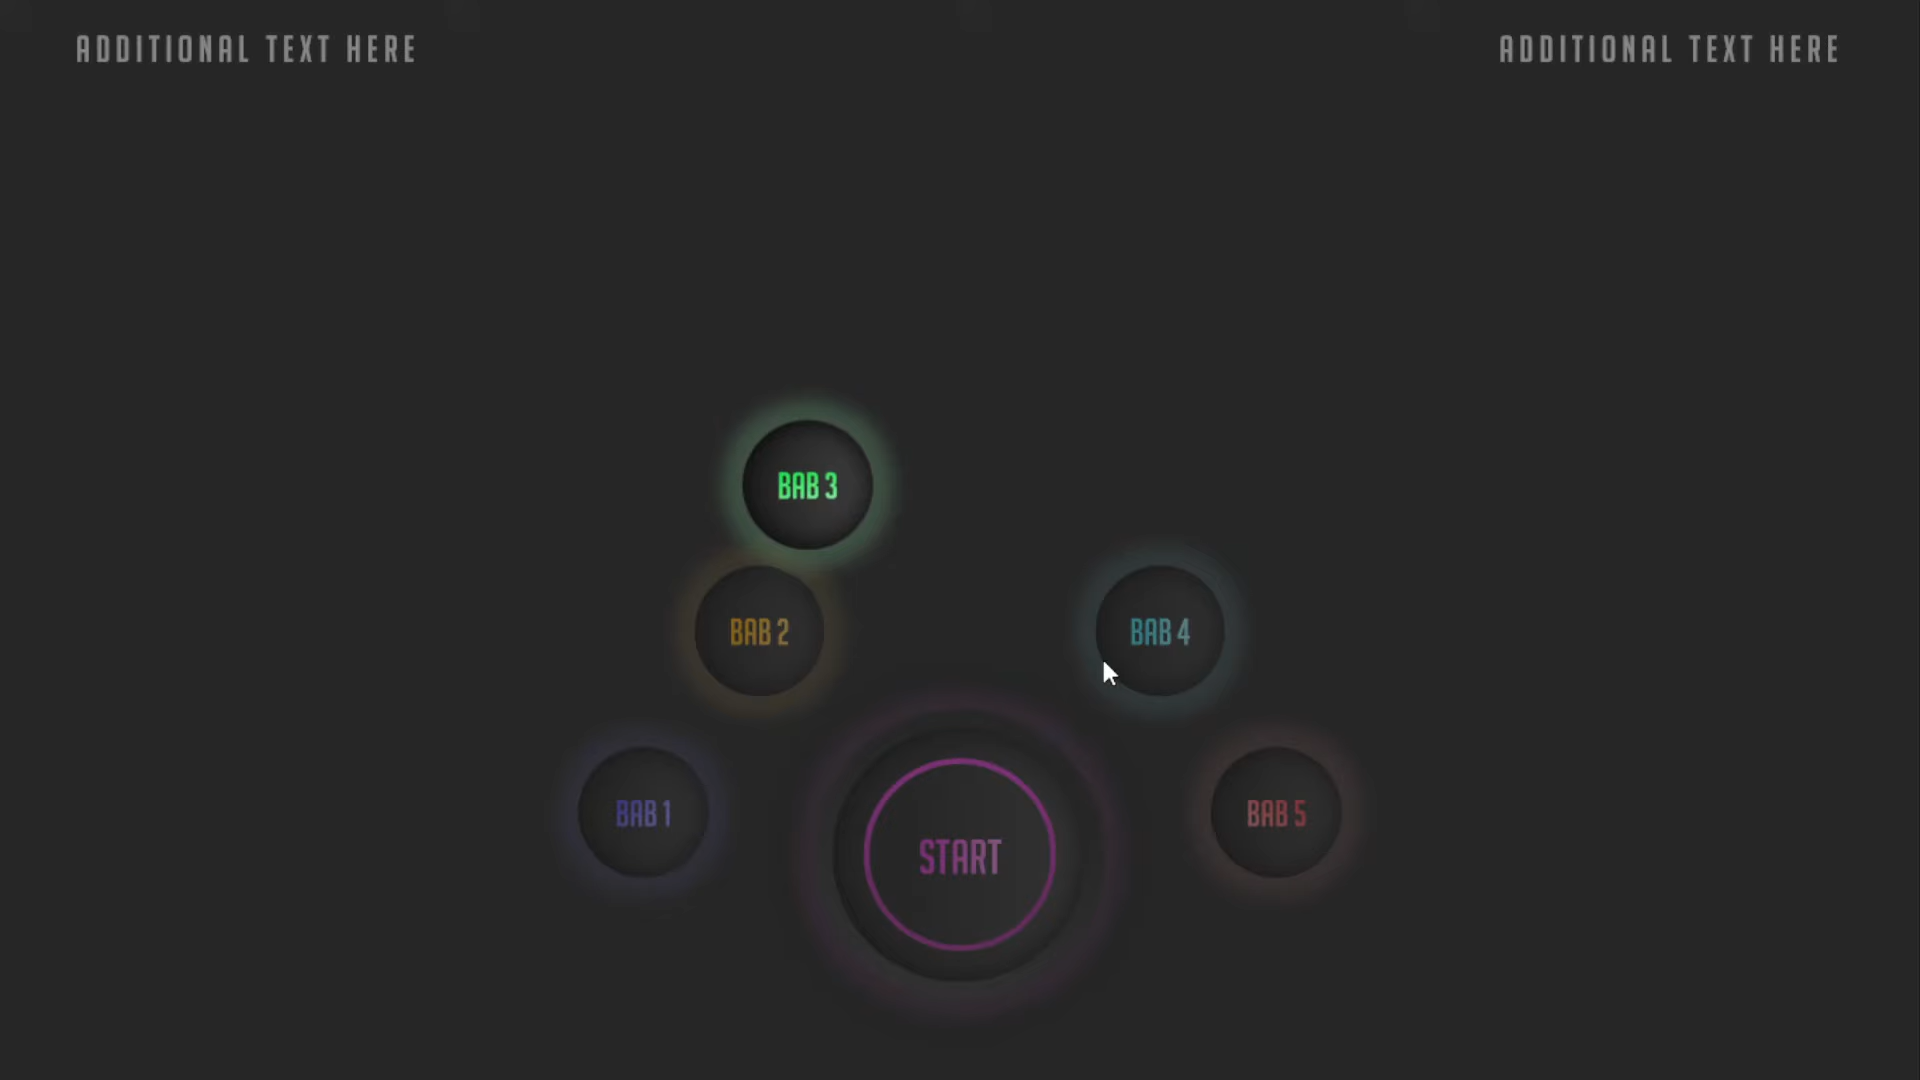 ADDITIONAL TEXT HERE
ADDITIONAL TEXT HERE
BAB 3
BAB 2
BAB 4
BAB 1
START
BAB 5